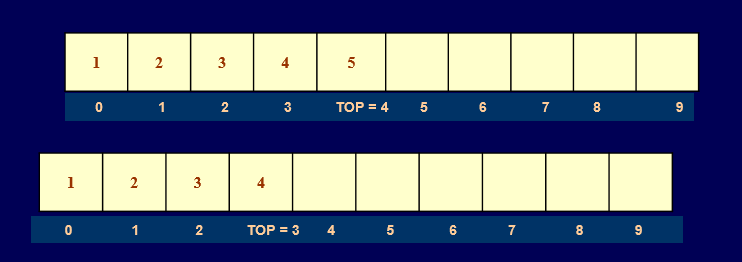 1 2 3 4 5
0 1 2 3 TOP = 4 5 6 7 8 9
1 2 3 4
0 1 2 TOP = 3 4 5 6 7 8 9